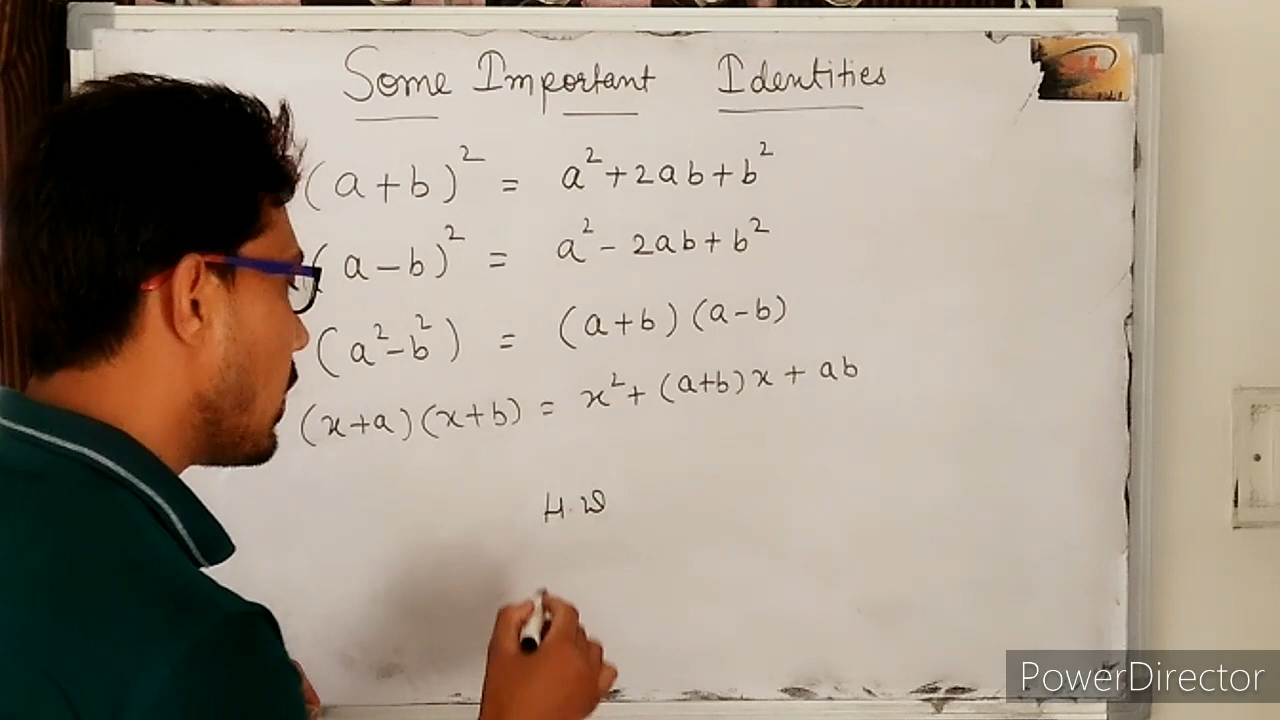 Some Important Identities
(a+b)² = a²+2ab+b²
(a-b)² = a²-2ab+b²
(a²-b²) = (a+b)(a-b)
(x+a)(x+b) = x²+(a+b)x+ab
H.W
PowerDirector